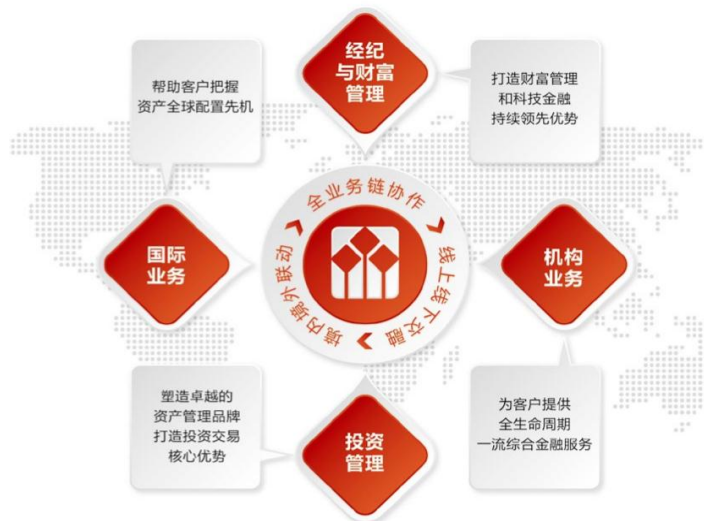 经纪
与财富
管理
帮助客户把握
资产全球配置先机
打造财富管理
和科技金融
持续领先优势
全业务链协作
线上线下交融
境内境外联动
国际
业务
机构
业务
塑造卓越的
资产管理品牌
打造投资交易
核心优势
投资
管理
为客户提供
全生命周期
一流综合金融服务